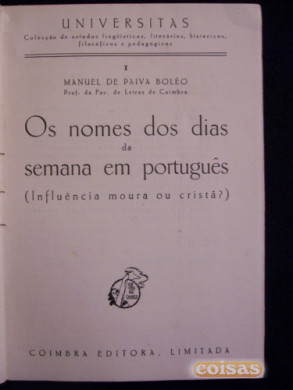 UNIVERSITAS
Colecção de estudos lingüísticos, literários, históricos,
filosóficos e pedagógicos
I
MANUEL DE PAIVA BOLÉO
Prof. da Fac. de Letras de Coimbra
Os nomes dos dias
da
semana em português
(Influência moura ou cristã?)
COIMBRA EDITORA, LIMITADA
coisas